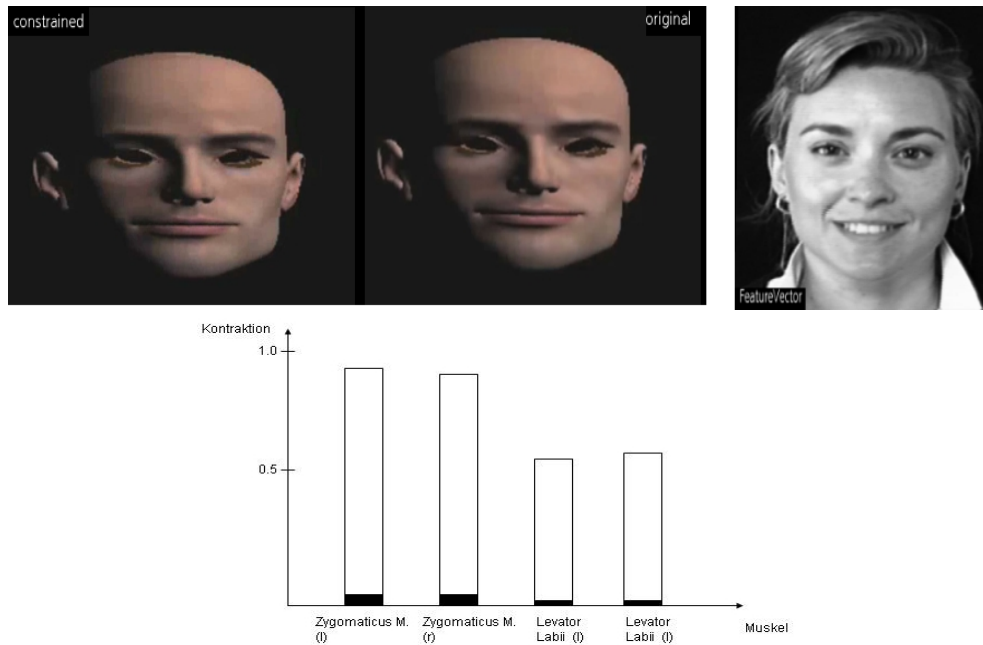 constrained
original
FeatureVector
Kontraktion
1.0
0.5
Zygomaticus M.
(l)
Zygomaticus M.
(r)
Levator
Labii (l)
Levator
Labii (l)
Muskel